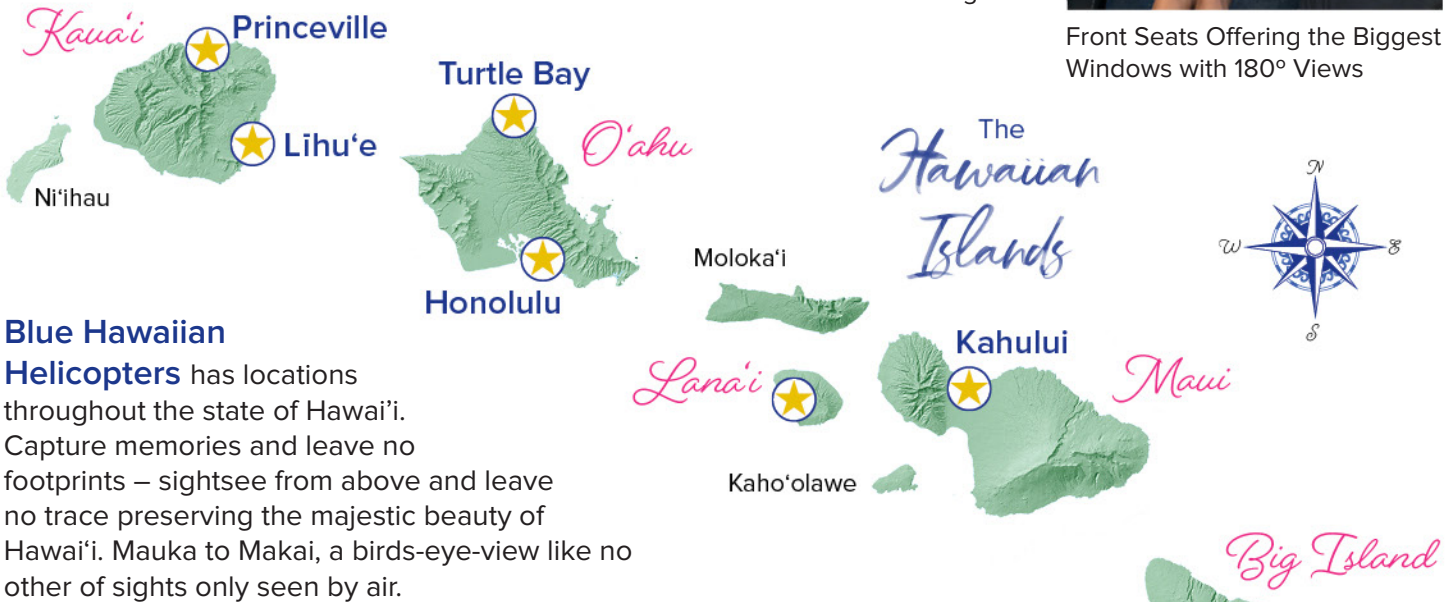 Front Seats Offering the Biggest
Windows with 180º Views
Kaua‘i
Princeville
Līhu‘e
Ni‘ihau
Turtle Bay
O‘ahu
Honolulu
The
Hawaiian
Islands
N
W
E
S
Moloka‘i
Lana‘i
Kahului
Maui
Kaho‘olawe
Big Island
Blue Hawaiian
Helicopters has locations
throughout the state of Hawai’i.
Capture memories and leave no
footprints – sightsee from above and leave
no trace preserving the majestic beauty of
Hawai‘i. Mauka to Makai, a birds-eye-view like no
other of sights only seen by air.